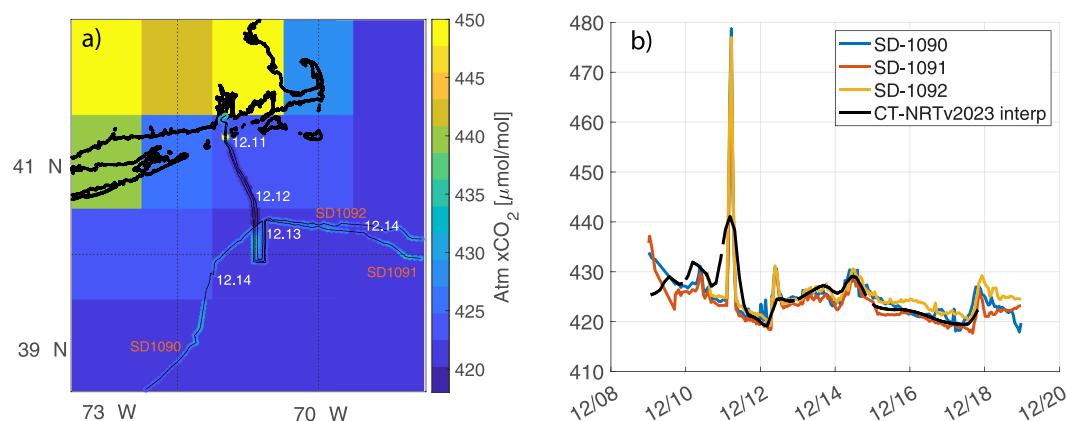 a)
41 N
39 N
73 W
70 W
12.11
12.12
12.13
12.14
12.14
SD1092
SD1091
SD1090
450
445
440
435
430
425
420
Atm xCO2 [μmol/mol]
b)
480
470
460
450
440
430
420
410
12/08
12/10
12/12
12/14
12/16
12/18
12/20
SD-1090
SD-1091
SD-1092
CT-NRTv2023 interp